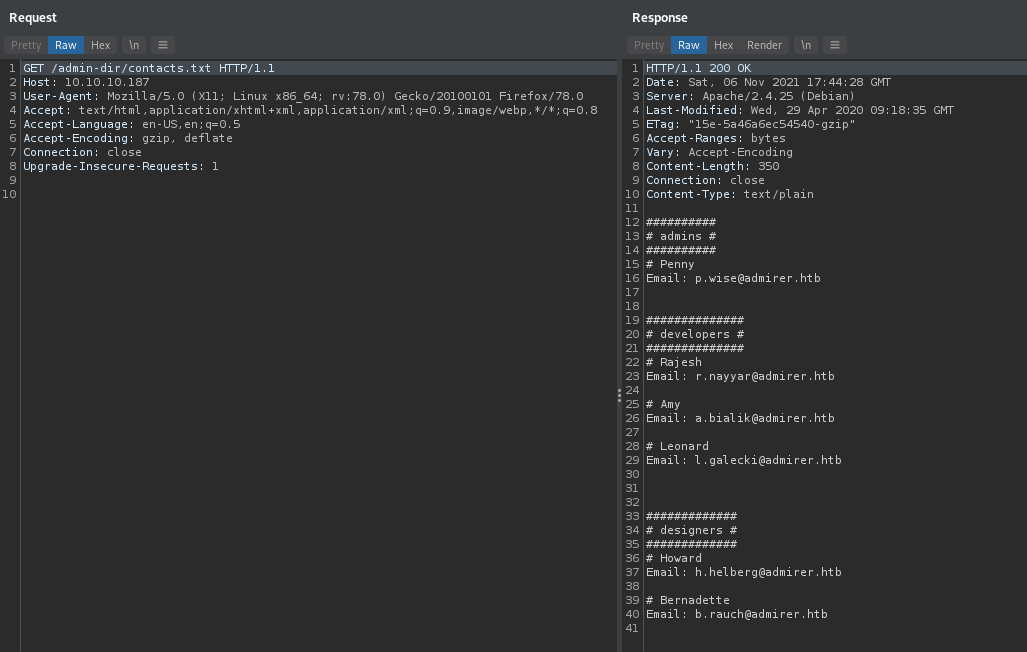 Request
Pretty Raw Hex \n ≡
1 GET /admin-dir/contacts.txt HTTP/1.1
2 Host: 10.10.10.187
3 User-Agent: Mozilla/5.0 (X11; Linux x86_64; rv:78.0) Gecko/20100101 Firefox/78.0
4 Accept: text/html,application/xhtml+xml,application/xml;q=0.9,image/webp,*/*;q=0.8
5 Accept-Language: en-US,en;q=0.5
6 Accept-Encoding: gzip, deflate
7 Connection: close
8 Upgrade-Insecure-Requests: 1
9
10
Response
Pretty Raw Hex Render \n ≡
1 HTTP/1.1 200 OK
2 Date: Sat, 06 Nov 2021 17:44:28 GMT
3 Server: Apache/2.4.25 (Debian)
4 Last-Modified: Wed, 29 Apr 2020 09:18:35 GMT
5 ETag: "15e-5a46a6ec54540-gzip"
6 Accept-Ranges: bytes
7 Vary: Accept-Encoding
8 Content-Length: 350
9 Connection: close
10 Content-Type: text/plain
11
12 ##########
13 # admins #
14 ##########
15 # Penny
16 Email: p.wise@admirer.htb
17
18
19 ##############
20 # developers #
21 ##############
22 # Rajesh
23 Email: r.nayyar@admirer.htb
24
25 # Amy
26 Email: a.bialik@admirer.htb
27
28 # Leonard
29 Email: l.galecki@admirer.htb
30
31
32
33 #############
34 # designers #
35 #############
36 # Howard
37 Email: h.helberg@admirer.htb
38
39 # Bernadette
40 Email: b.rauch@admirer.htb
41